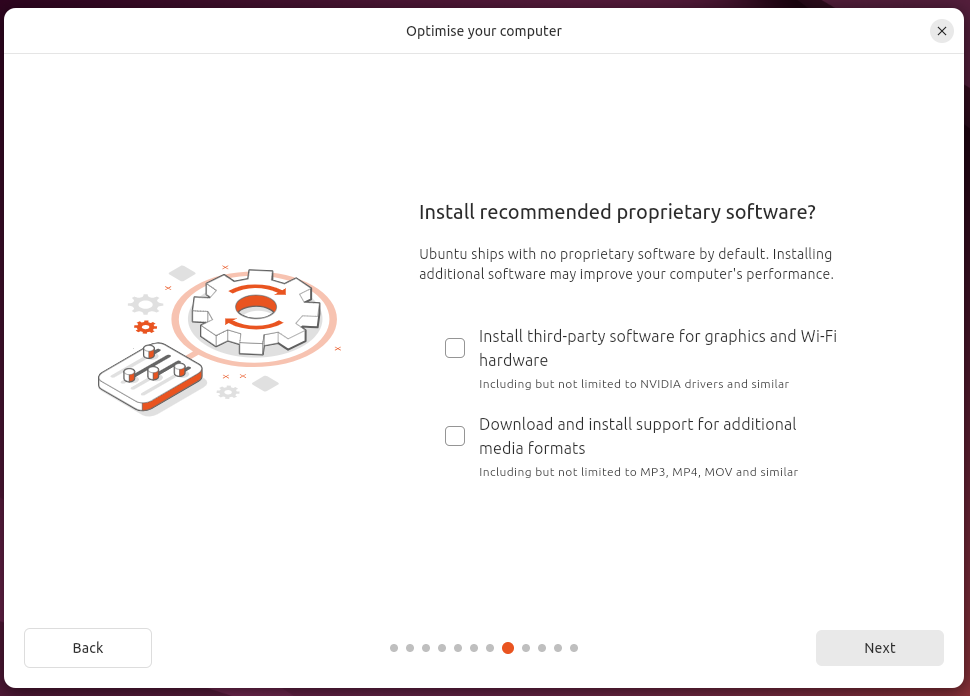 Optimise your computer
Install recommended proprietary software?
Ubuntu ships with no proprietary software by default. Installing
additional software may improve your computer's performance.
Install third-party software for graphics and Wi-Fi
hardware
Including but not limited to NVIDIA drivers and similar
Download and install support for additional
media formats
Including but not limited to MP3, MP4, MOV and similar
Back
Next